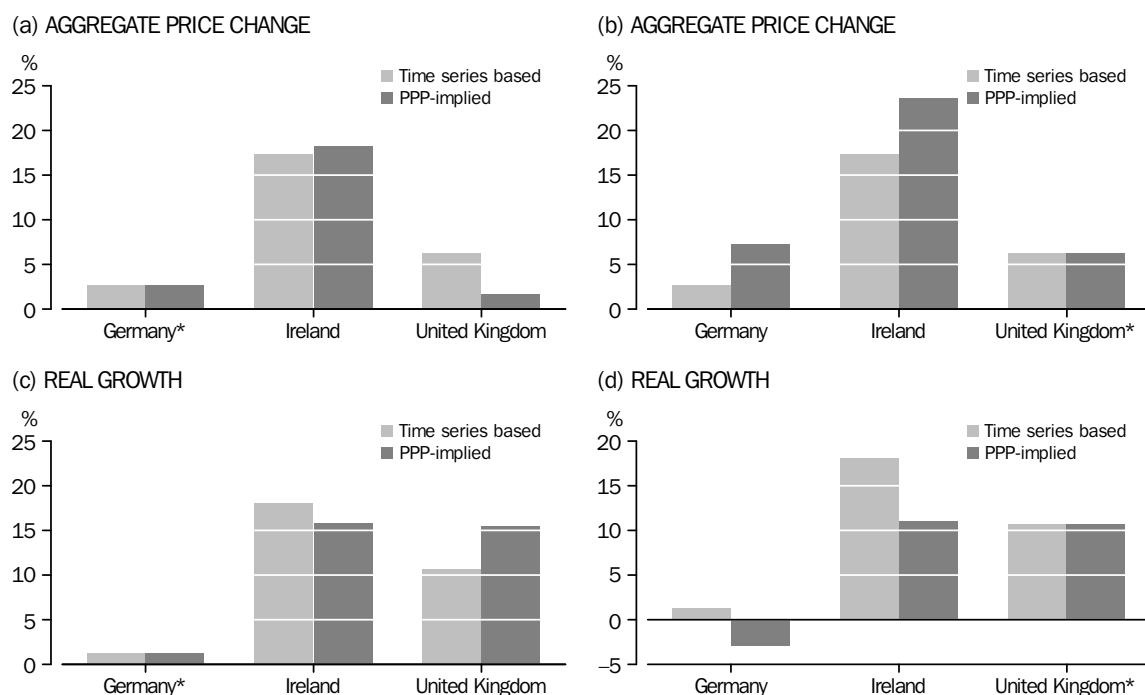 (a) AGGREGATE PRICE CHANGE
%
Time series based
PPP-implied
25
20
15
10
5
0
Germany*
Ireland
United Kingdom
(b) AGGREGATE PRICE CHANGE
%
Time series based
PPP-implied
25
20
15
10
5
0
Germany
Ireland
United Kingdom*
(c) REAL GROWTH
%
Time series based
PPP-implied
25
20
15
10
5
0
Germany*
Ireland
United Kingdom
(d) REAL GROWTH
%
Time series based
PPP-implied
20
15
10
5
0
–5
Germany
Ireland
United Kingdom*